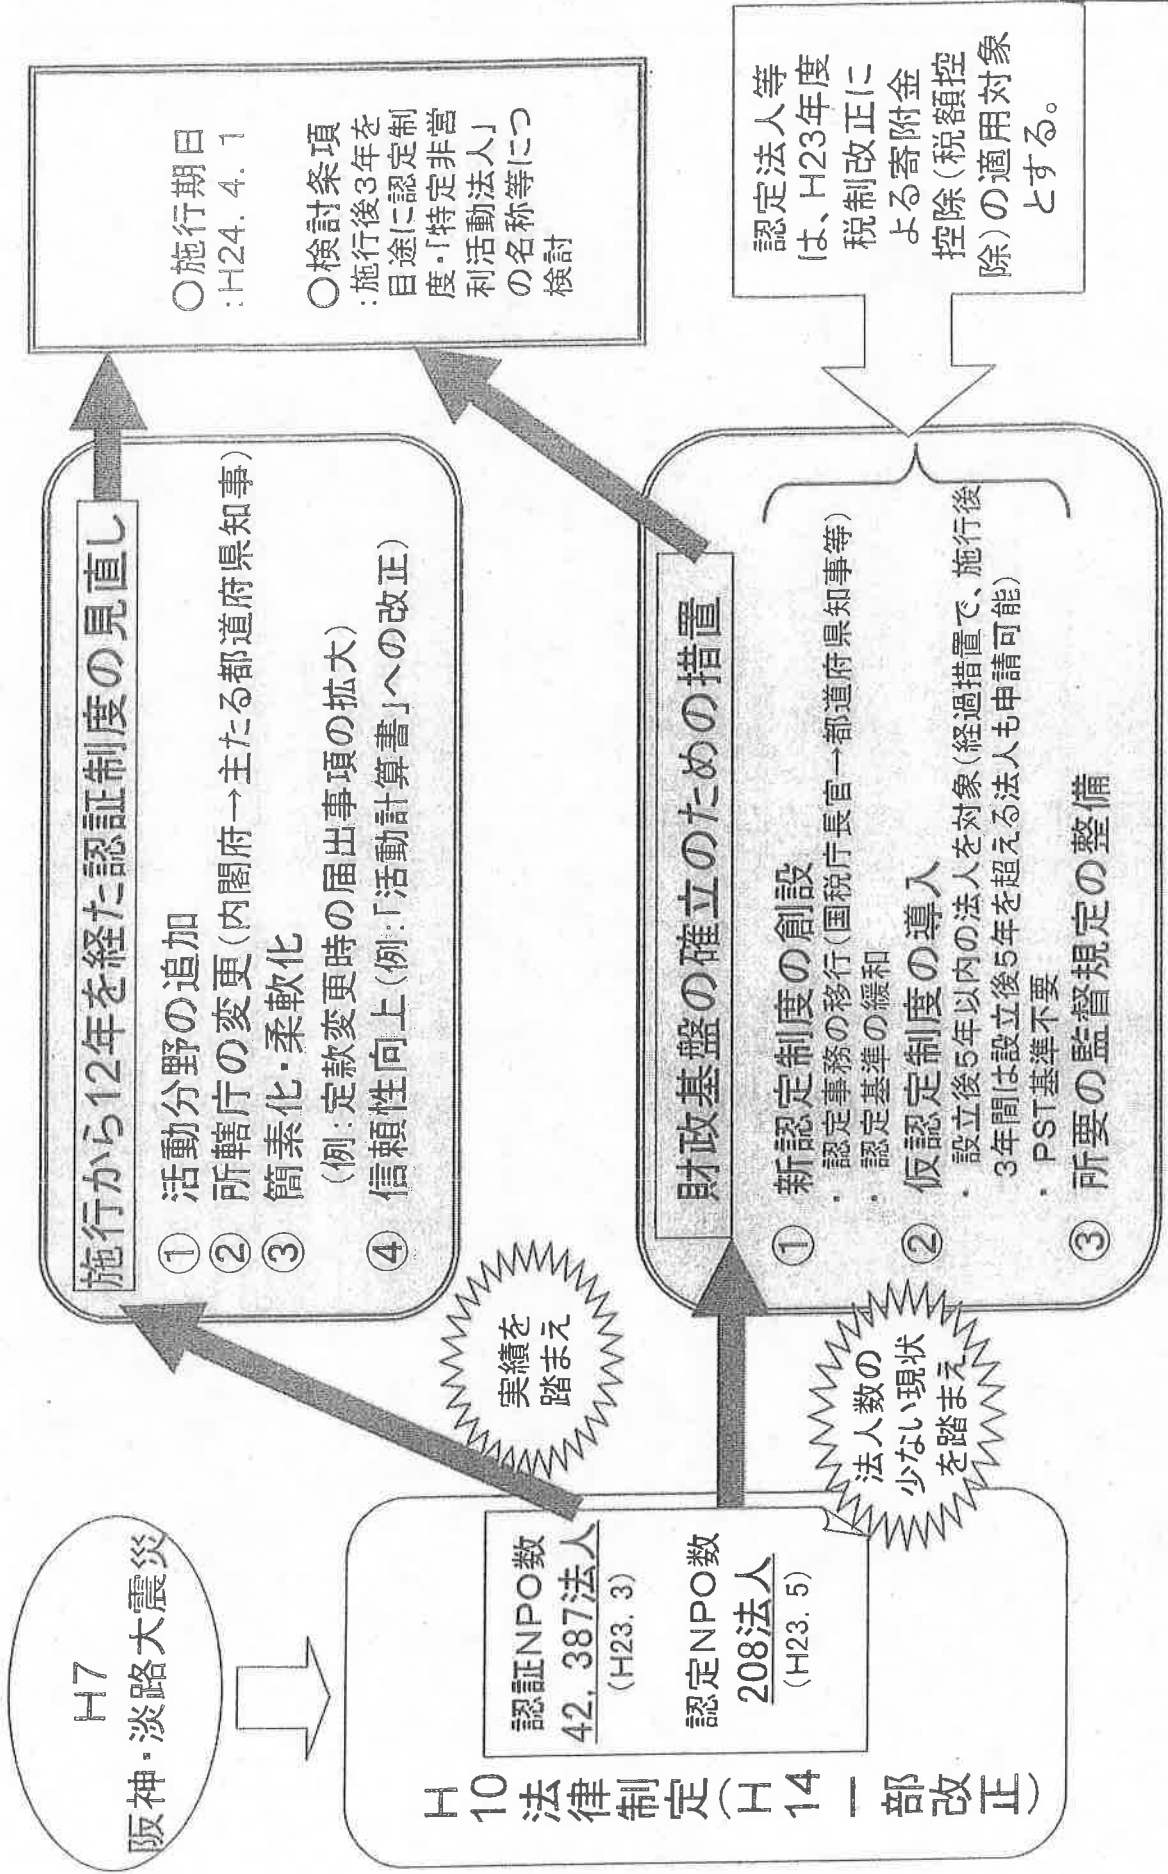 H7
阪神・淡路大震災
H10法律制定(H14一部改正)
認証NPO数
42,387法人
(H23.3)
認定NPO数
208法人
(H23.5)
実績を
踏まえ
法人数の
少ない現状
を踏まえ
施行から12年を経た認証制度の見直し
① 活動分野の追加
② 所轄庁の変更(内閣府→主たる都道府県知事)
③ 簡素化・柔軟化
(例:定款変更時の届出事項の拡大)
④ 信頼性向上(例:「活動計算書」への改正)
財政基盤の確立のための措置
① 新認定制度の創設
・認定事務の移行(国税庁長官→都道府県知事等)
・認定基準の緩和
② 仮認定制度の導入
・設立後5年以内の法人を対象(経過措置で、施行後
3年間は設立後5年を超える法人も申請可能)
・PST基準不要
③ 所要の監督規定の整備
○施行期日
:H24.4.1
○検討条項
:施行後3年を
目途に認定制
度・「特定非営
利活動法人」
の名称等につ
検討
認定法人等
は、H23年度
税制改正に
よる寄附金
控除(税額控
除)の適用対象
とする。